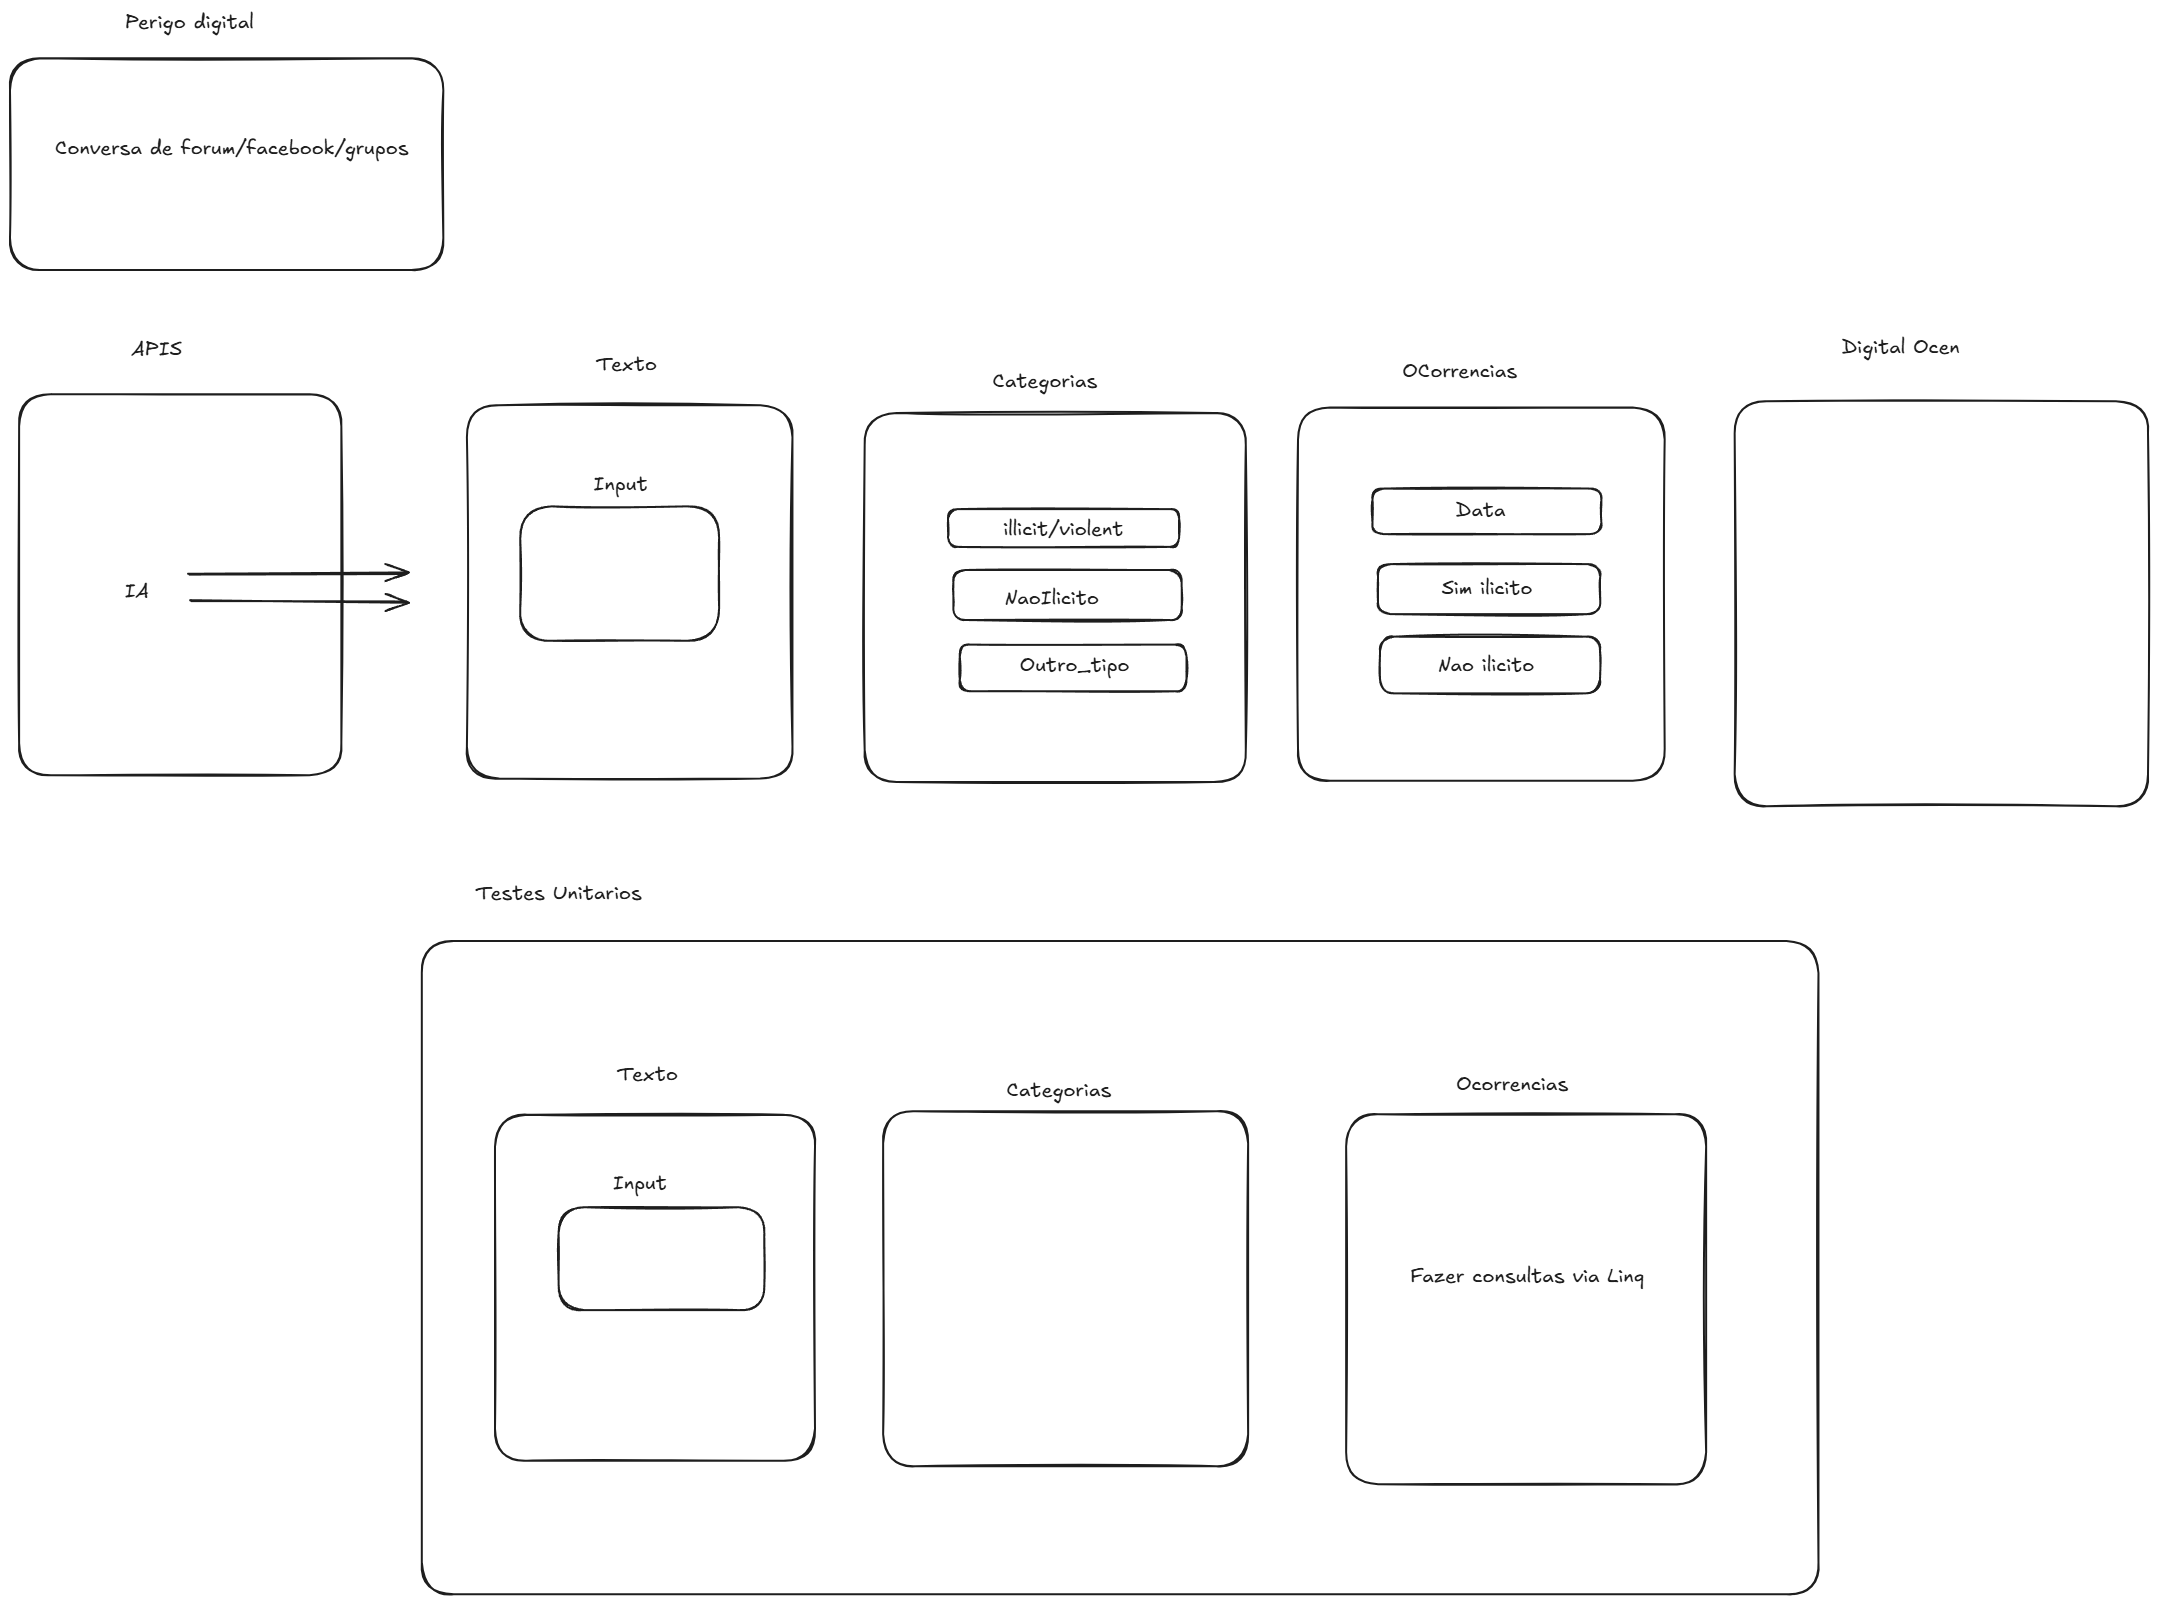 Perigo digital
Conversa de forum/facebook/grupos
APIS
Texto
Categorias
OCorrencias
Digital Ocen
Input
illicit/violent
NaoIlicito
Outro_tipo
Data
Sim ilicito
Nao ilicito
IA
Testes Unitarios
Texto
Categorias
Ocorrencias
Input
Fazer consultas via Linq